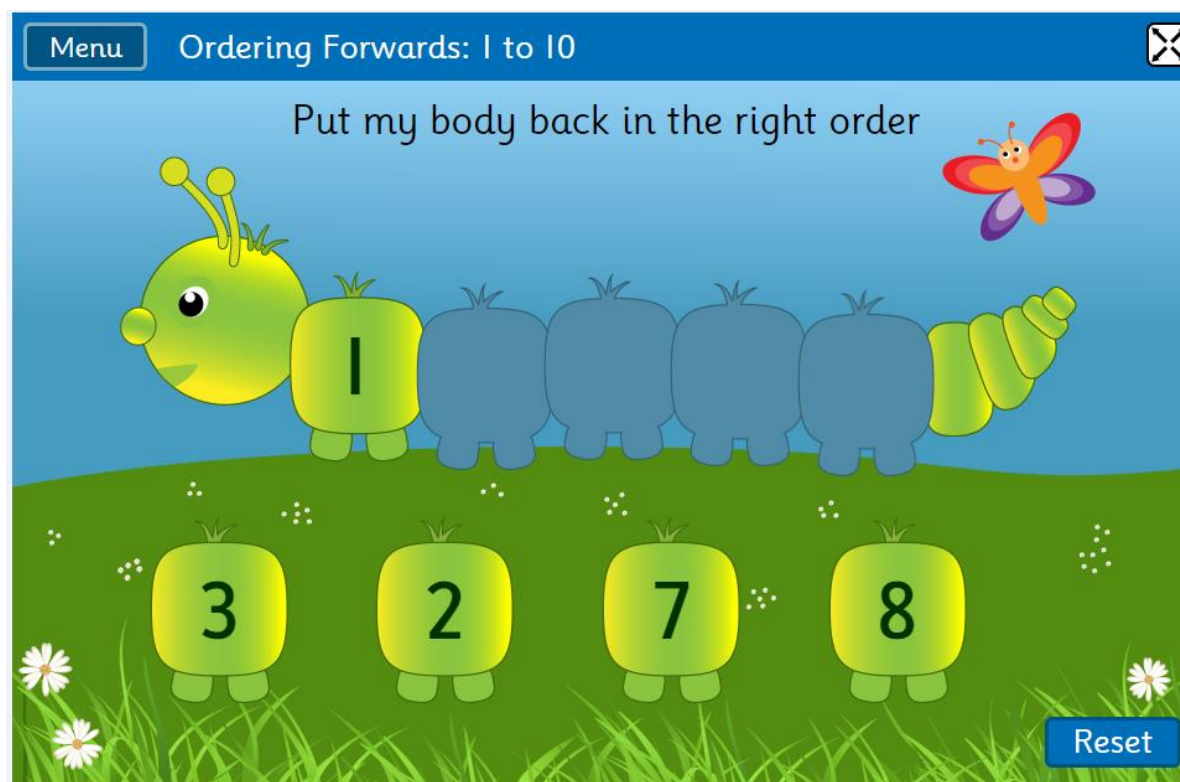 Menu
Ordering Forwards: 1 to 10
Put my body back in the right order
1
3 2 7 8
Reset